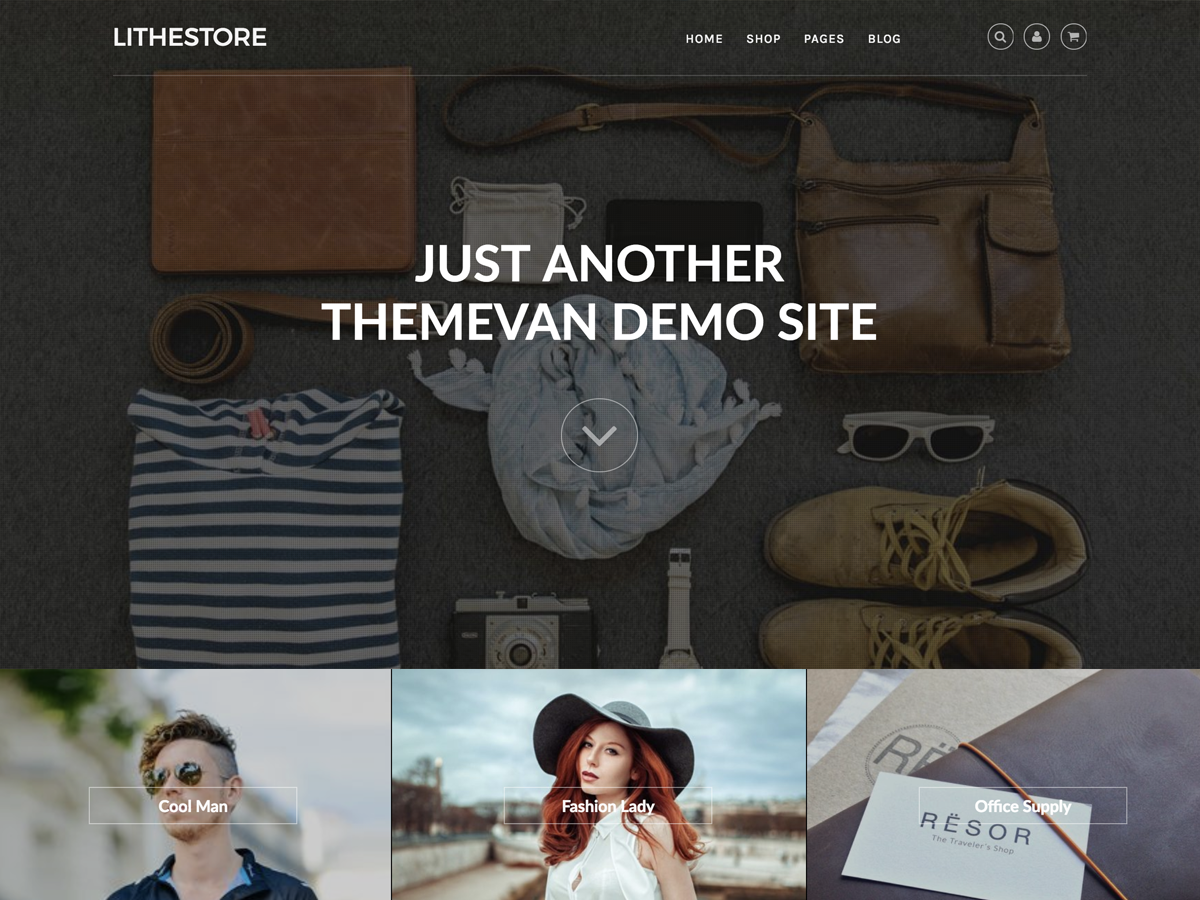 LITHESTORE
HOME SHOP PAGES BLOG
JUST ANOTHER
THEMEVAN DEMO SITE
Cool Man
Fashion Lady
Office Supply
RË
RËSOR
The Traveler's Shop